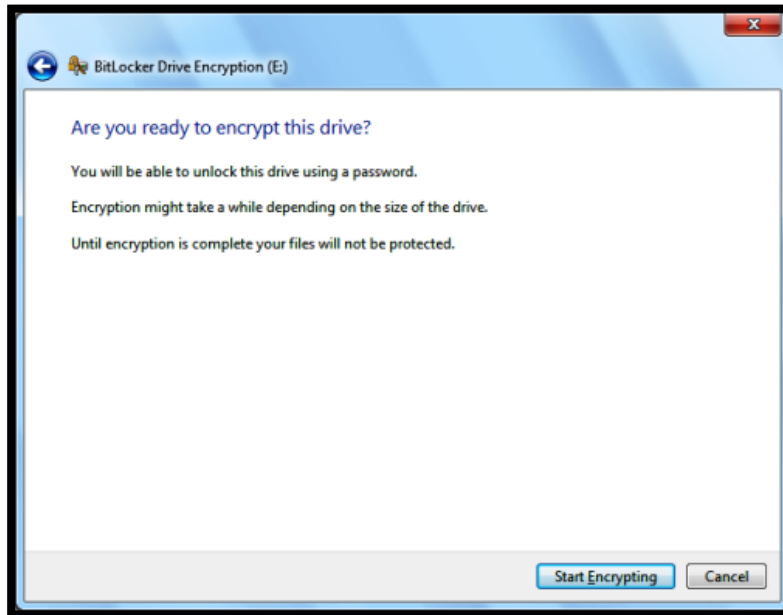 BitLocker Drive Encryption (E:)
Are you ready to encrypt this drive?
You will be able to unlock this drive using a password.
Encryption might take a while depending on the size of the drive.
Until encryption is complete your files will not be protected.
Start Encrypting
Cancel